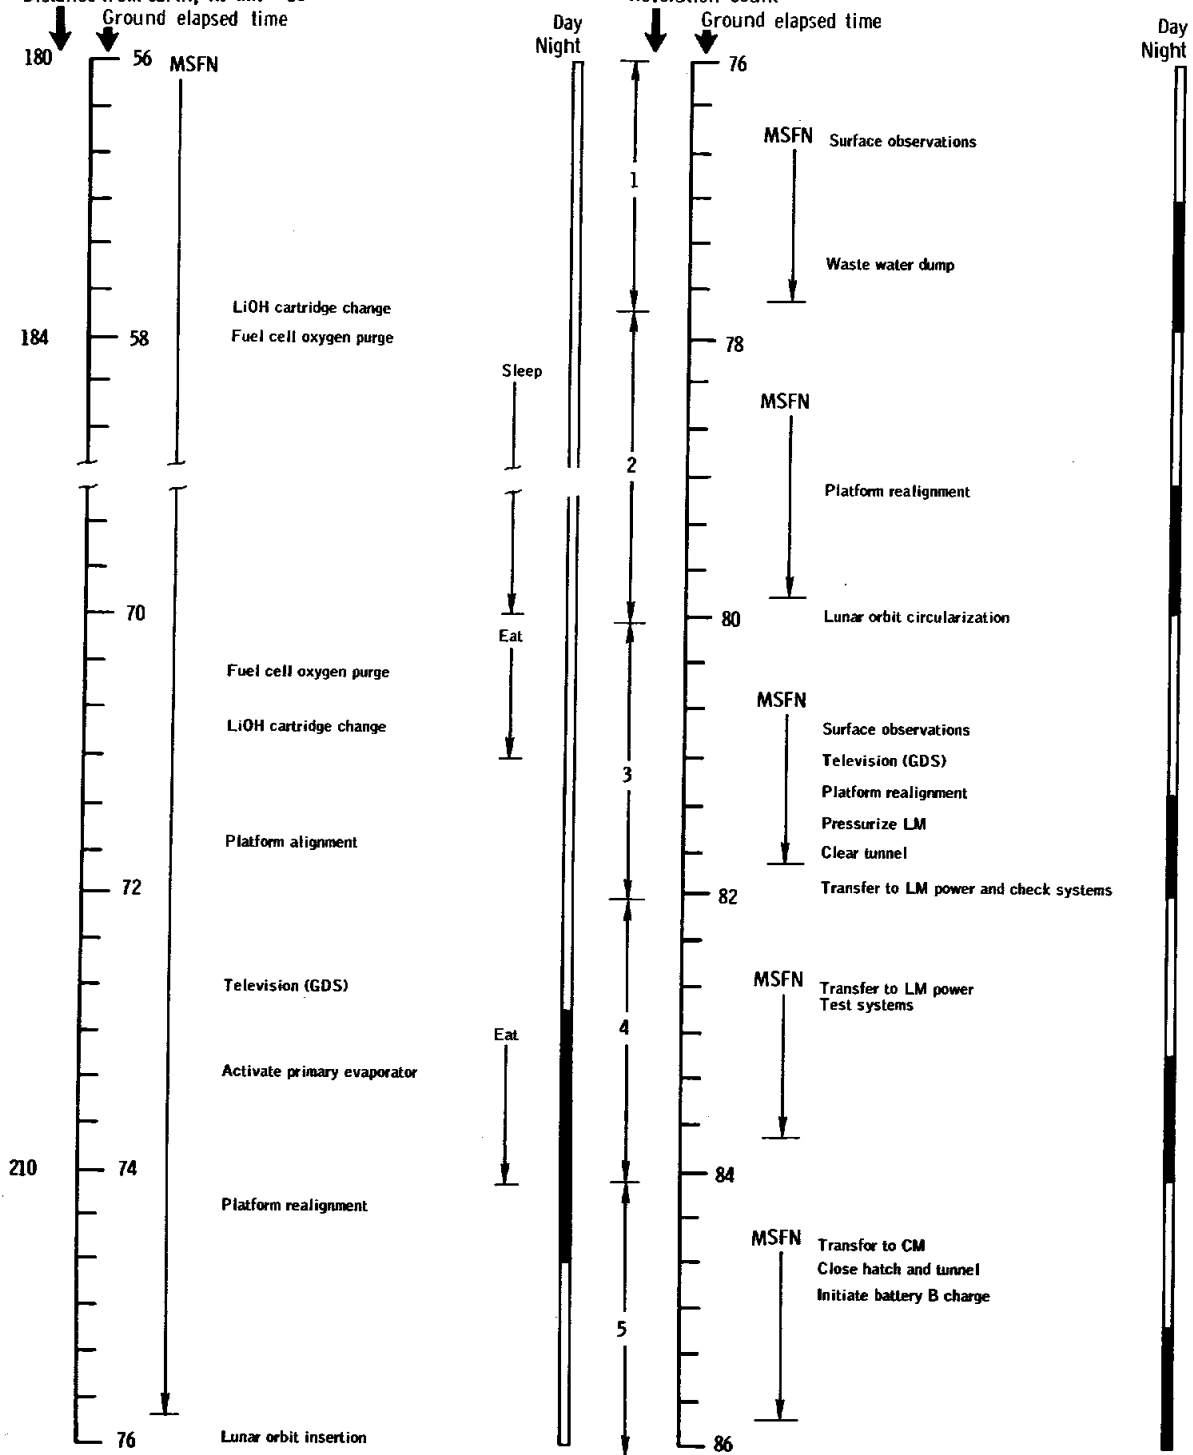 Ground elapsed time
Day
Night
180
56
MSFN
LiOH cartridge change
184
58
Fuel cell oxygen purge
Sleep
70
Eat
Fuel cell oxygen purge
LiOH cartridge change
Platform alignment
72
Television (GDS)
Eat
Activate primary evaporator
210
74
Platform realignment
76
Lunar orbit insertion
Ground elapsed time
Day
Night
76
MSFN
Surface observations
1
Waste water dump
78
MSFN
2
Platform realignment
80
Lunar orbit circularization
MSFN
Surface observations
Television (GDS)
3
Platform realignment
Pressurize LM
Clear tunnel
82
Transfer to LM power and check systems
MSFN
Transfer to LM power
Test systems
4
84
MSFN
Transfor to CM
Close hatch and tunnel
Initiate battery B charge
5
86